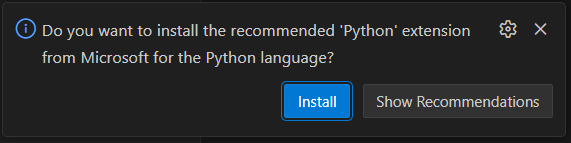 Do you want to install the recommended 'Python' extension
from Microsoft for the Python language?
Install
Show Recommendations